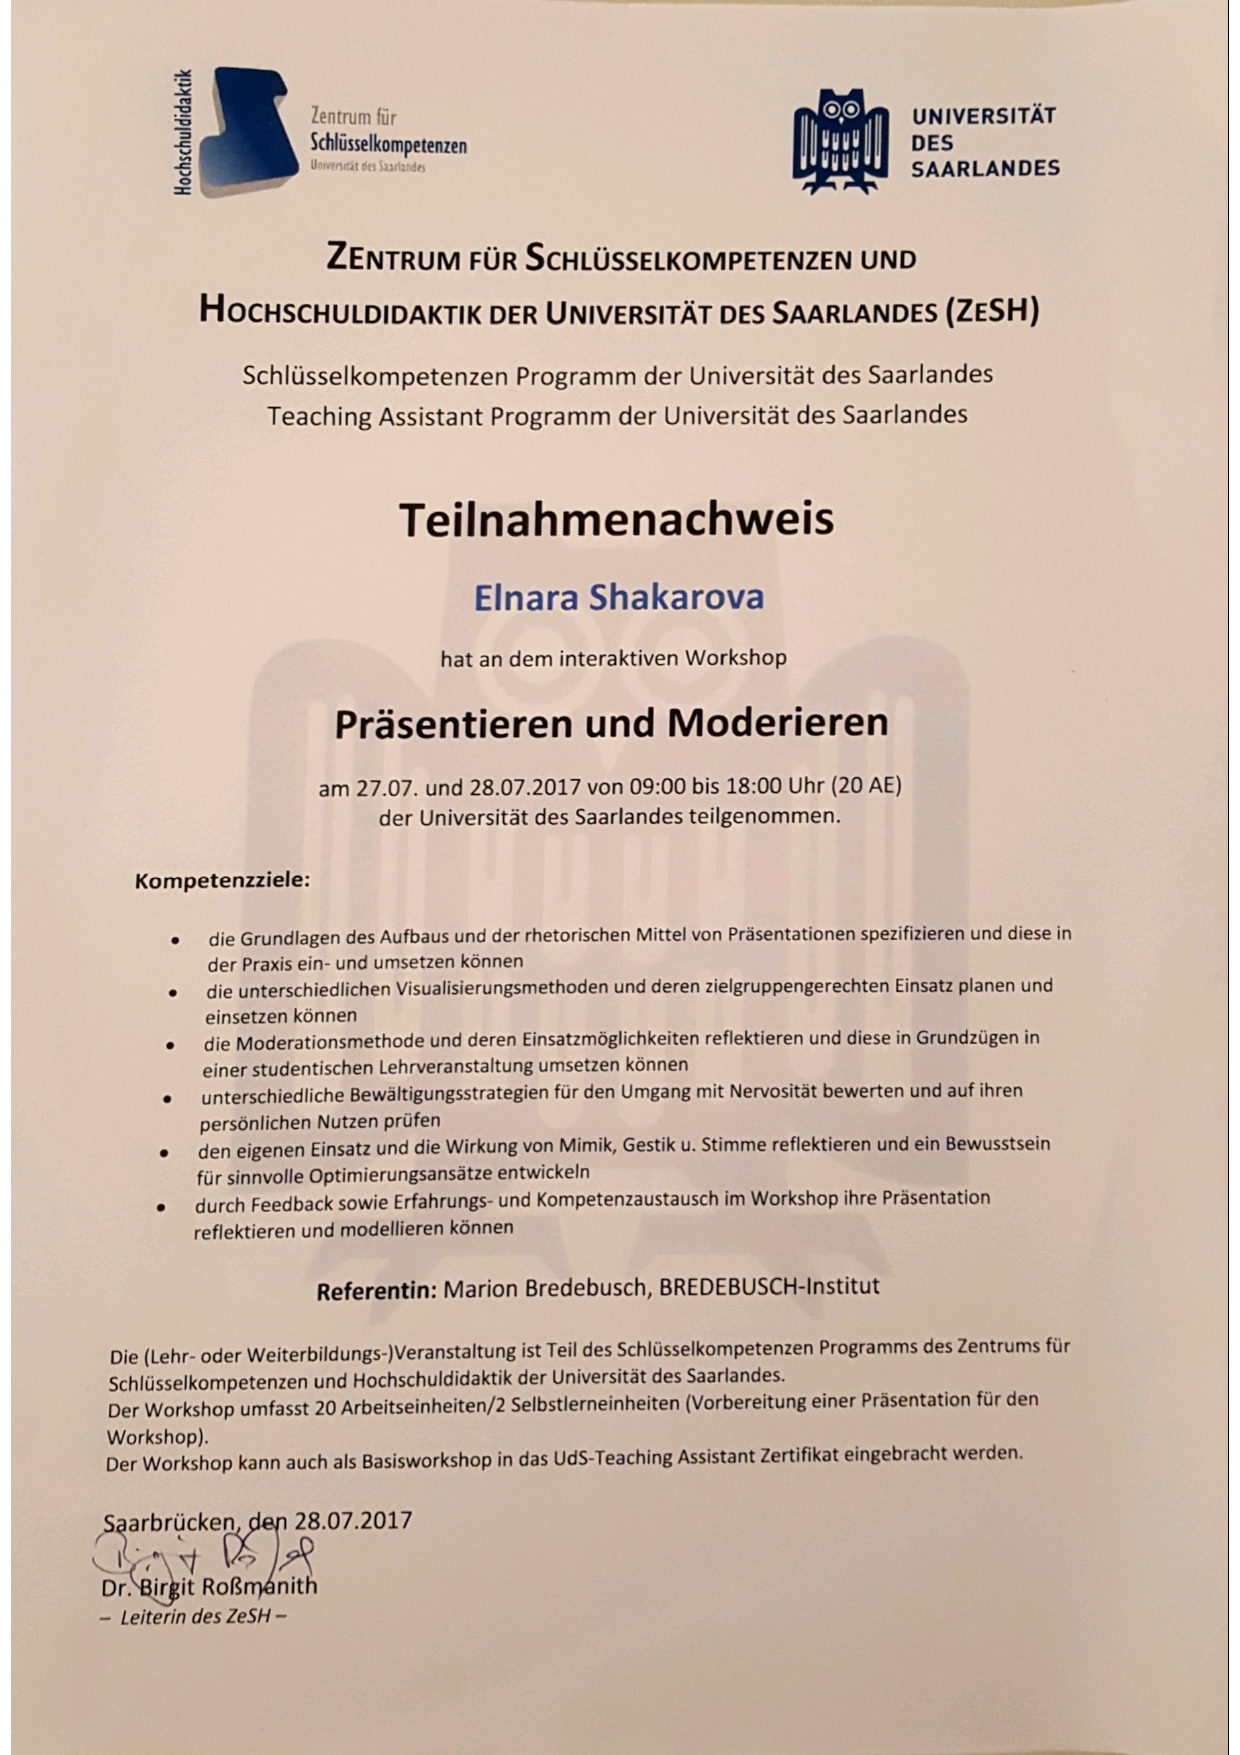 Hochschuldidaktik
Zentrum für
Schlüsselkompetenzen
Universität des Saarlandes
UNIVERSITÄT
DES
SAARLANDES
ZENTRUM FÜR SCHLÜSSELKOMPETENZEN UND
HOCHSCHULDIDAKTIK DER UNIVERSITÄT DES SAARLANDES (ZESH)
Schlüsselkompetenzen Programm der Universität des Saarlandes
Teaching Assistant Programm der Universität des Saarlandes
Teilnahmenachweis
Elnara Shakarova
hat an dem interaktiven Workshop
Präsentieren und Moderieren
am 27.07. und 28.07.2017 von 09:00 bis 18:00 Uhr (20 AE)
der Universität des Saarlandes teilgenommen.
Kompetenzziele:
• die Grundlagen des Aufbaus und der rhetorischen Mittel von Präsentationen spezifizieren und diese in
der Praxis ein- und umsetzen können
• die unterschiedlichen Visualisierungsmethoden und deren zielgruppengerechten Einsatz planen und
einsetzen können
• die Moderationsmethode und deren Einsatzmöglichkeiten reflektieren und diese in Grundzügen in
einer studentischen Lehrveranstaltung umsetzen können
• unterschiedliche Bewältigungsstrategien für den Umgang mit Nervosität bewerten und auf ihren
persönlichen Nutzen prüfen
• den eigenen Einsatz und die Wirkung von Mimik, Gestik u. Stimme reflektieren und ein Bewusstsein
für sinnvolle Optimierungsansätze entwickeln
• durch Feedback sowie Erfahrungs- und Kompetenzaustausch im Workshop ihre Präsentation
reflektieren und modellieren können
Referentin: Marion Bredebusch, BREDEBUSCH-Institut
Die (Lehr- oder Weiterbildungs-)Veranstaltung ist Teil des Schlüsselkompetenzen Programms des Zentrums für
Schlüsselkompetenzen und Hochschuldidaktik der Universität des Saarlandes.
Der Workshop umfasst 20 Arbeitseinheiten/2 Selbstlerneinheiten (Vorbereitung einer Präsentation für den
Workshop).
Der Workshop kann auch als Basisworkshop in das UdS-Teaching Assistant Zertifikat eingebracht werden.
Saarbrücken, den 28.07.2017
Dr. Birgit Roßmanith
– Leiterin des ZeSH –